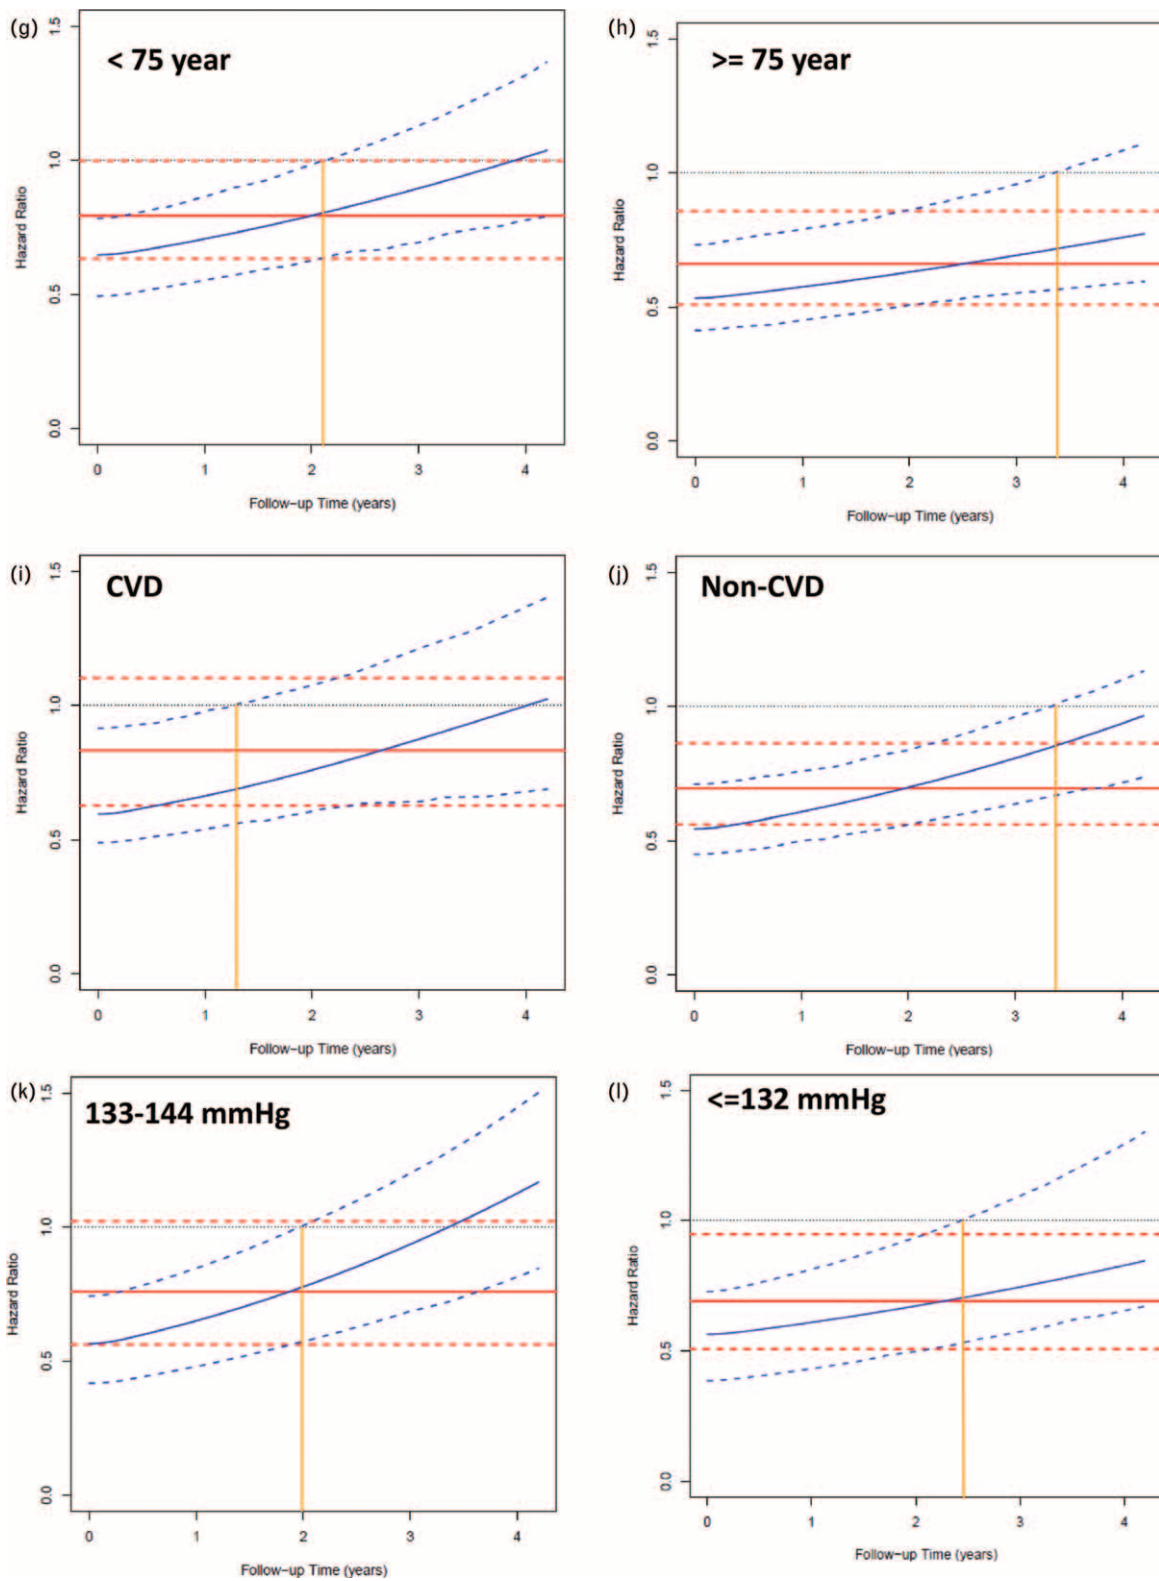 (g)
< 75 year
1.5
1.0
0.5
0.0
Hazard Ratio
0 1 2 3 4
Follow-up Time (years)
(h)
>= 75 year
1.5
1.0
0.5
0.0
Hazard Ratio
0 1 2 3 4
Follow-up Time (years)
(i)
CVD
1.5
1.0
0.5
0.0
Hazard Ratio
0 1 2 3 4
Follow-up Time (years)
(j)
Non-CVD
1.5
1.0
0.5
0.0
Hazard Ratio
0 1 2 3 4
Follow-up Time (years)
(k)
133-144 mmHg
1.5
1.0
0.5
0.0
Hazard Ratio
0 1 2 3 4
Follow-up Time (years)
(l)
<=132 mmHg
1.5
1.0
0.5
0.0
Hazard Ratio
0 1 2 3 4
Follow-up Time (years)